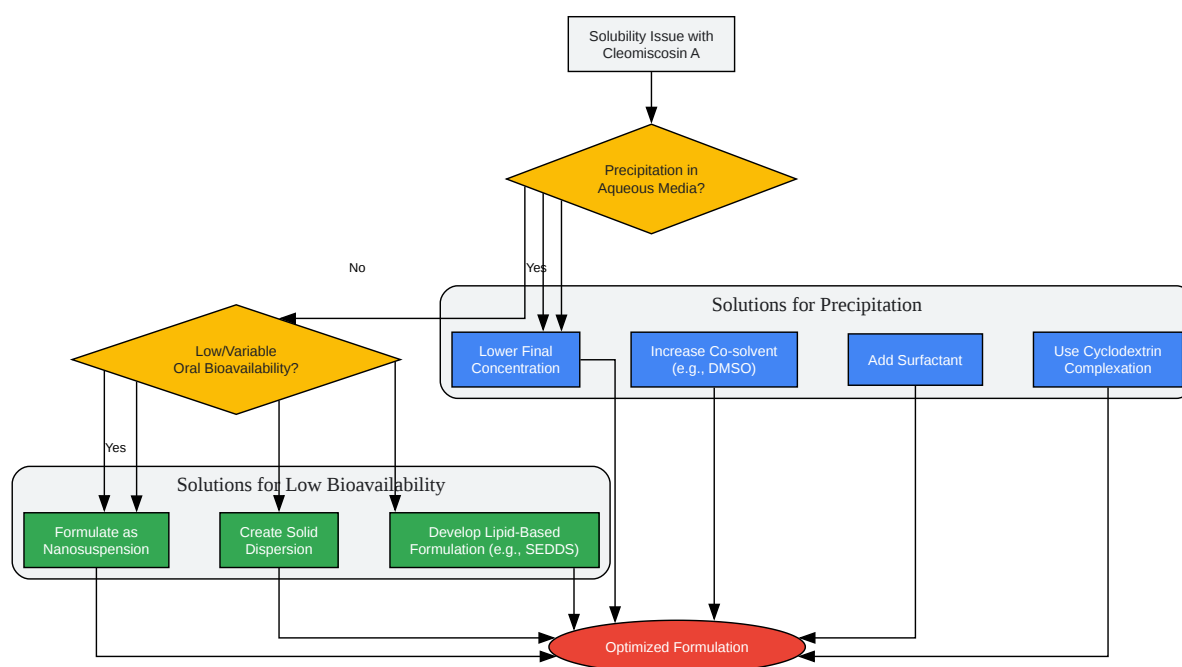 Solubility Issue with
Cleomiscosin A
Precipitation in
Aqueous Media?
No
Yes
Solutions for Precipitation
Lower Final
Concentration
Increase Co-solvent
(e.g., DMSO)
Add Surfactant
Use Cyclodextrin
Complexation
Low/Variable
Oral Bioavailability?
Yes
Solutions for Low Bioavailability
Formulate as
Nanosuspension
Create Solid
Dispersion
Develop Lipid-Based
Formulation (e.g., SEDDS)
Optimized Formulation